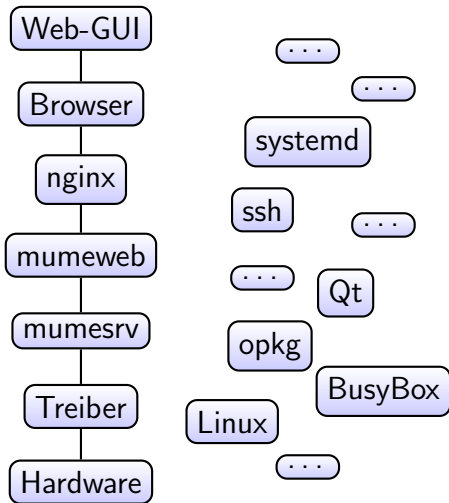 Web-GUI
Browser
nginx
mumeweb
mumesrv
Treiber
Hardware
...
...
systemd
ssh
...
...
Qt
opkg
BusyBox
Linux
...